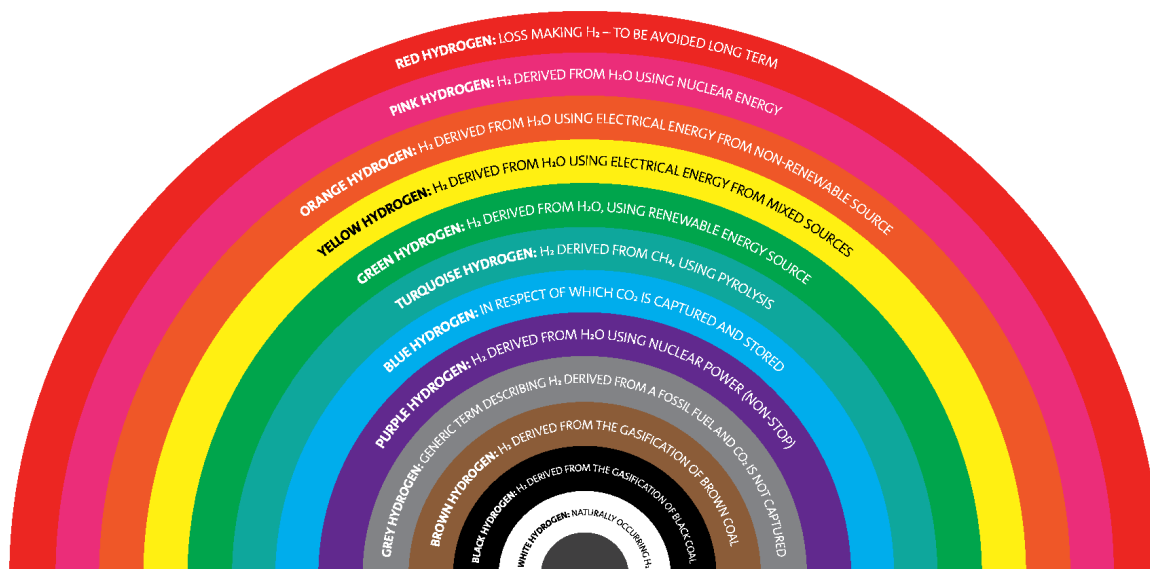 RED HYDROGEN: LOSS MAKING H₂ – TO BE AVOIDED LONG TERM
PINK HYDROGEN: H₂ DERIVED FROM H₂O USING NUCLEAR ENERGY
ORANGE HYDROGEN: H₂ DERIVED FROM H₂O USING ELECTRICAL ENERGY FROM NON-RENEWABLE SOURCE
YELLOW HYDROGEN: H₂ DERIVED FROM H₂O USING ELECTRICAL ENERGY FROM MIXED SOURCES
GREEN HYDROGEN: H₂ DERIVED FROM H₂O, USING RENEWABLE ENERGY SOURCE
TURQUOISE HYDROGEN: H₂ DERIVED FROM CH₄, USING PYROLYSIS
BLUE HYDROGEN: IN RESPECT OF WHICH CO₂ IS CAPTURED AND STORED
PURPLE HYDROGEN: H₂ DERIVED FROM H₂O USING NUCLEAR POWER (NON-STOP)
GREY HYDROGEN: GENERIC TERM DESCRIBING H₂ DERIVED FROM A FOSSIL FUEL AND CO₂ IS NOT CAPTURED
BROWN HYDROGEN: H₂ DERIVED FROM THE GASIFICATION OF BROWN COAL
BLACK HYDROGEN: H₂ DERIVED FROM THE GASIFICATION OF BLACK COAL
WHITE HYDROGEN: NATURALLY OCCURRING H₂